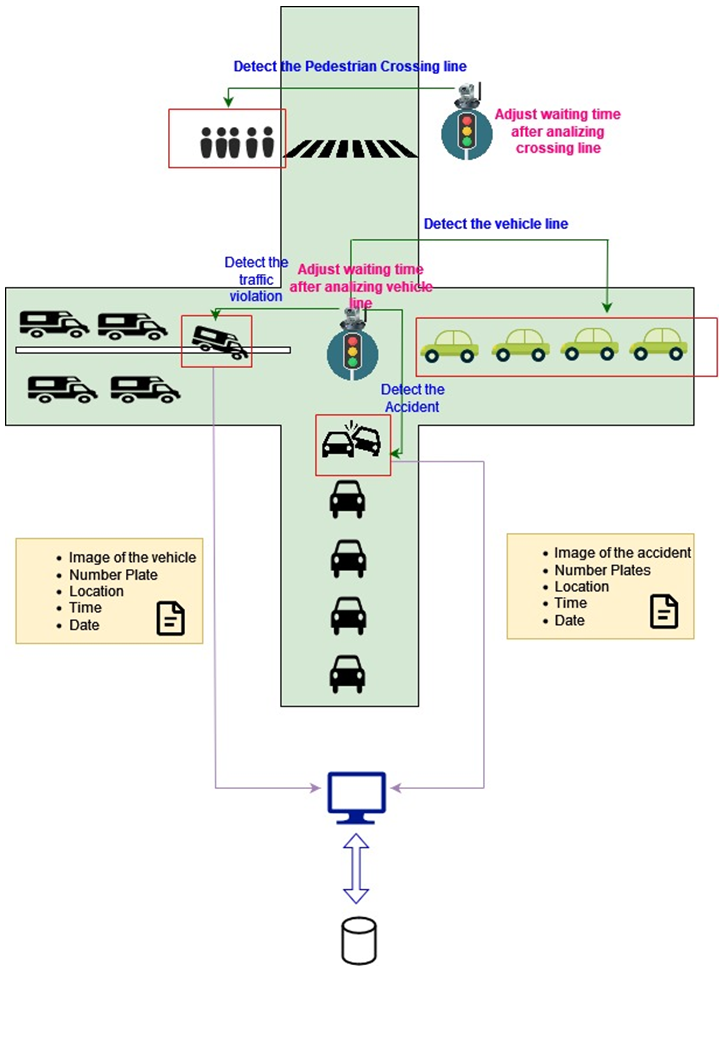 Detect the Pedestrian Crossing line
Adjust waiting time
after analizing
crossing line
Detect the vehicle line
Detect the
traffic
violation
Adjust waiting time
after analizing vehicle
line
Detect the
Accident
• Image of the vehicle
• Number Plate
• Location
• Time
• Date
• Image of the accident
• Number Plates
• Location
• Time
• Date